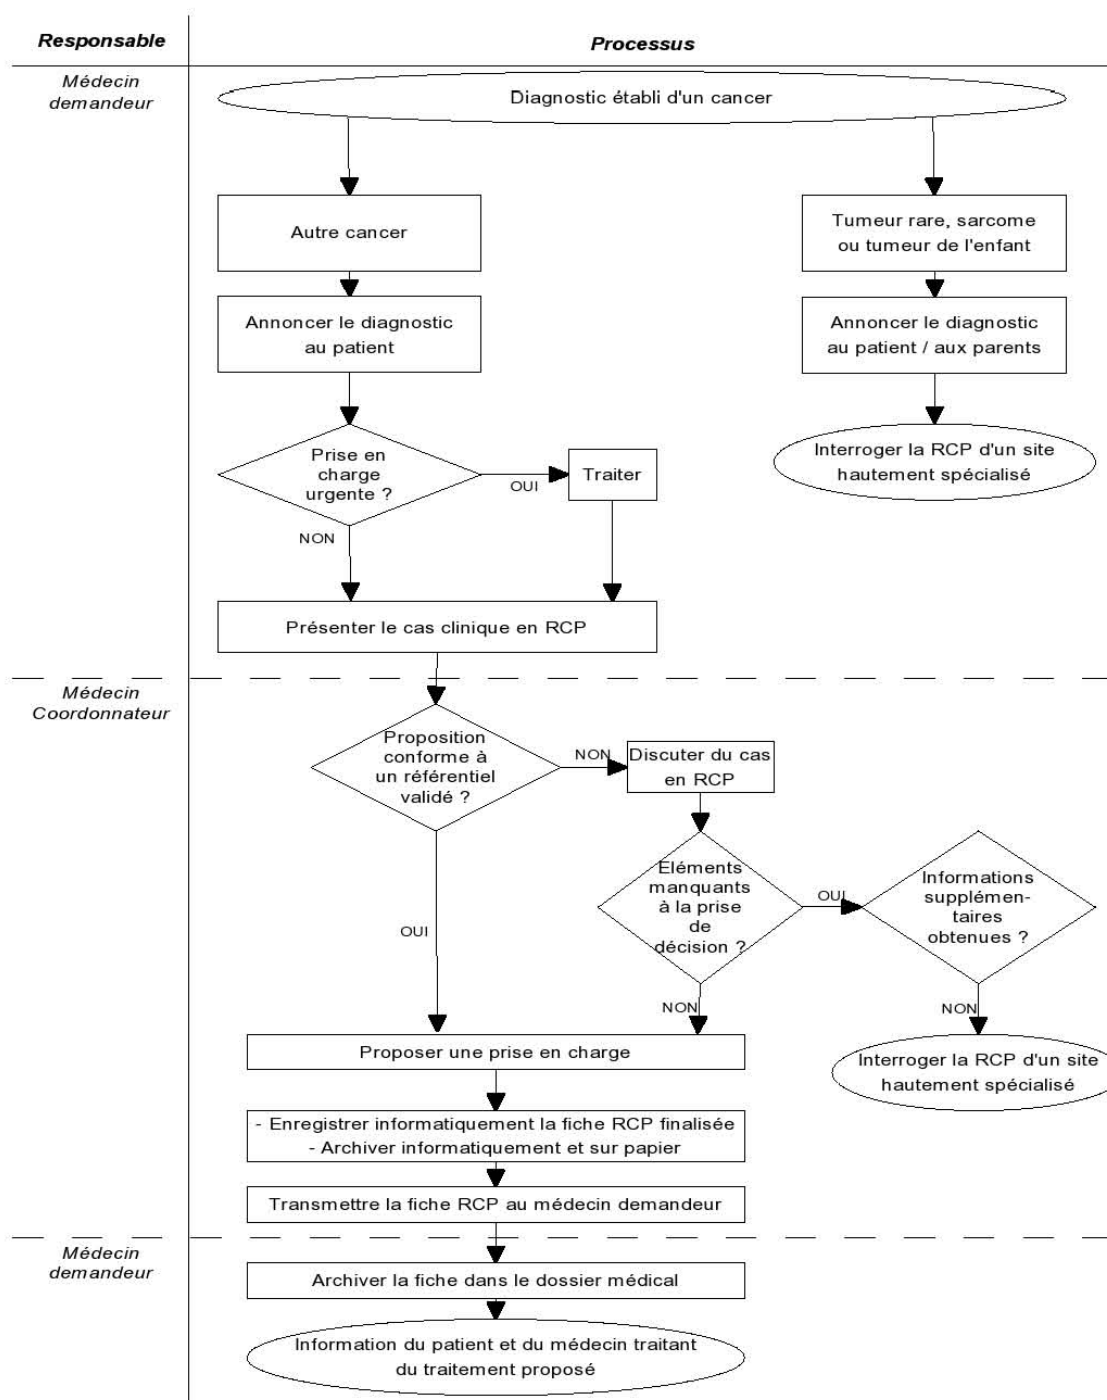 Responsable
Processus
Médecin
demandeur
Diagnostic établi d'un cancer
Autre cancer
Tumeur rare, sarcome
ou tumeur de l'enfant
Annoncer le diagnostic
au patient
Annoncer le diagnostic
au patient / aux parents
Prise en
charge
urgente ?
OUI
Traiter
Interroger la RCP d'un site
hautement spécialisé
NON
Présenter le cas clinique en RCP
Médecin
Coordonnateur
Proposition
conforme à
un référentiel
validé ?
NON
Discuter du cas
en RCP
Eléments
manquants
à la prise
de
décision ?
OUI
Informations
supplémen-
taires
obtenues ?
OUI
NON
NON
Proposer une prise en charge
Interroger la RCP d'un site
hautement spécialisé
- Enregistrer informatiquement la fiche RCP finalisée
- Archiver informatiquement et sur papier
Transmettre la fiche RCP au médecin demandeur
Médecin
demandeur
Archiver la fiche dans le dossier médical
Information du patient et du médecin traitant
du traitement proposé